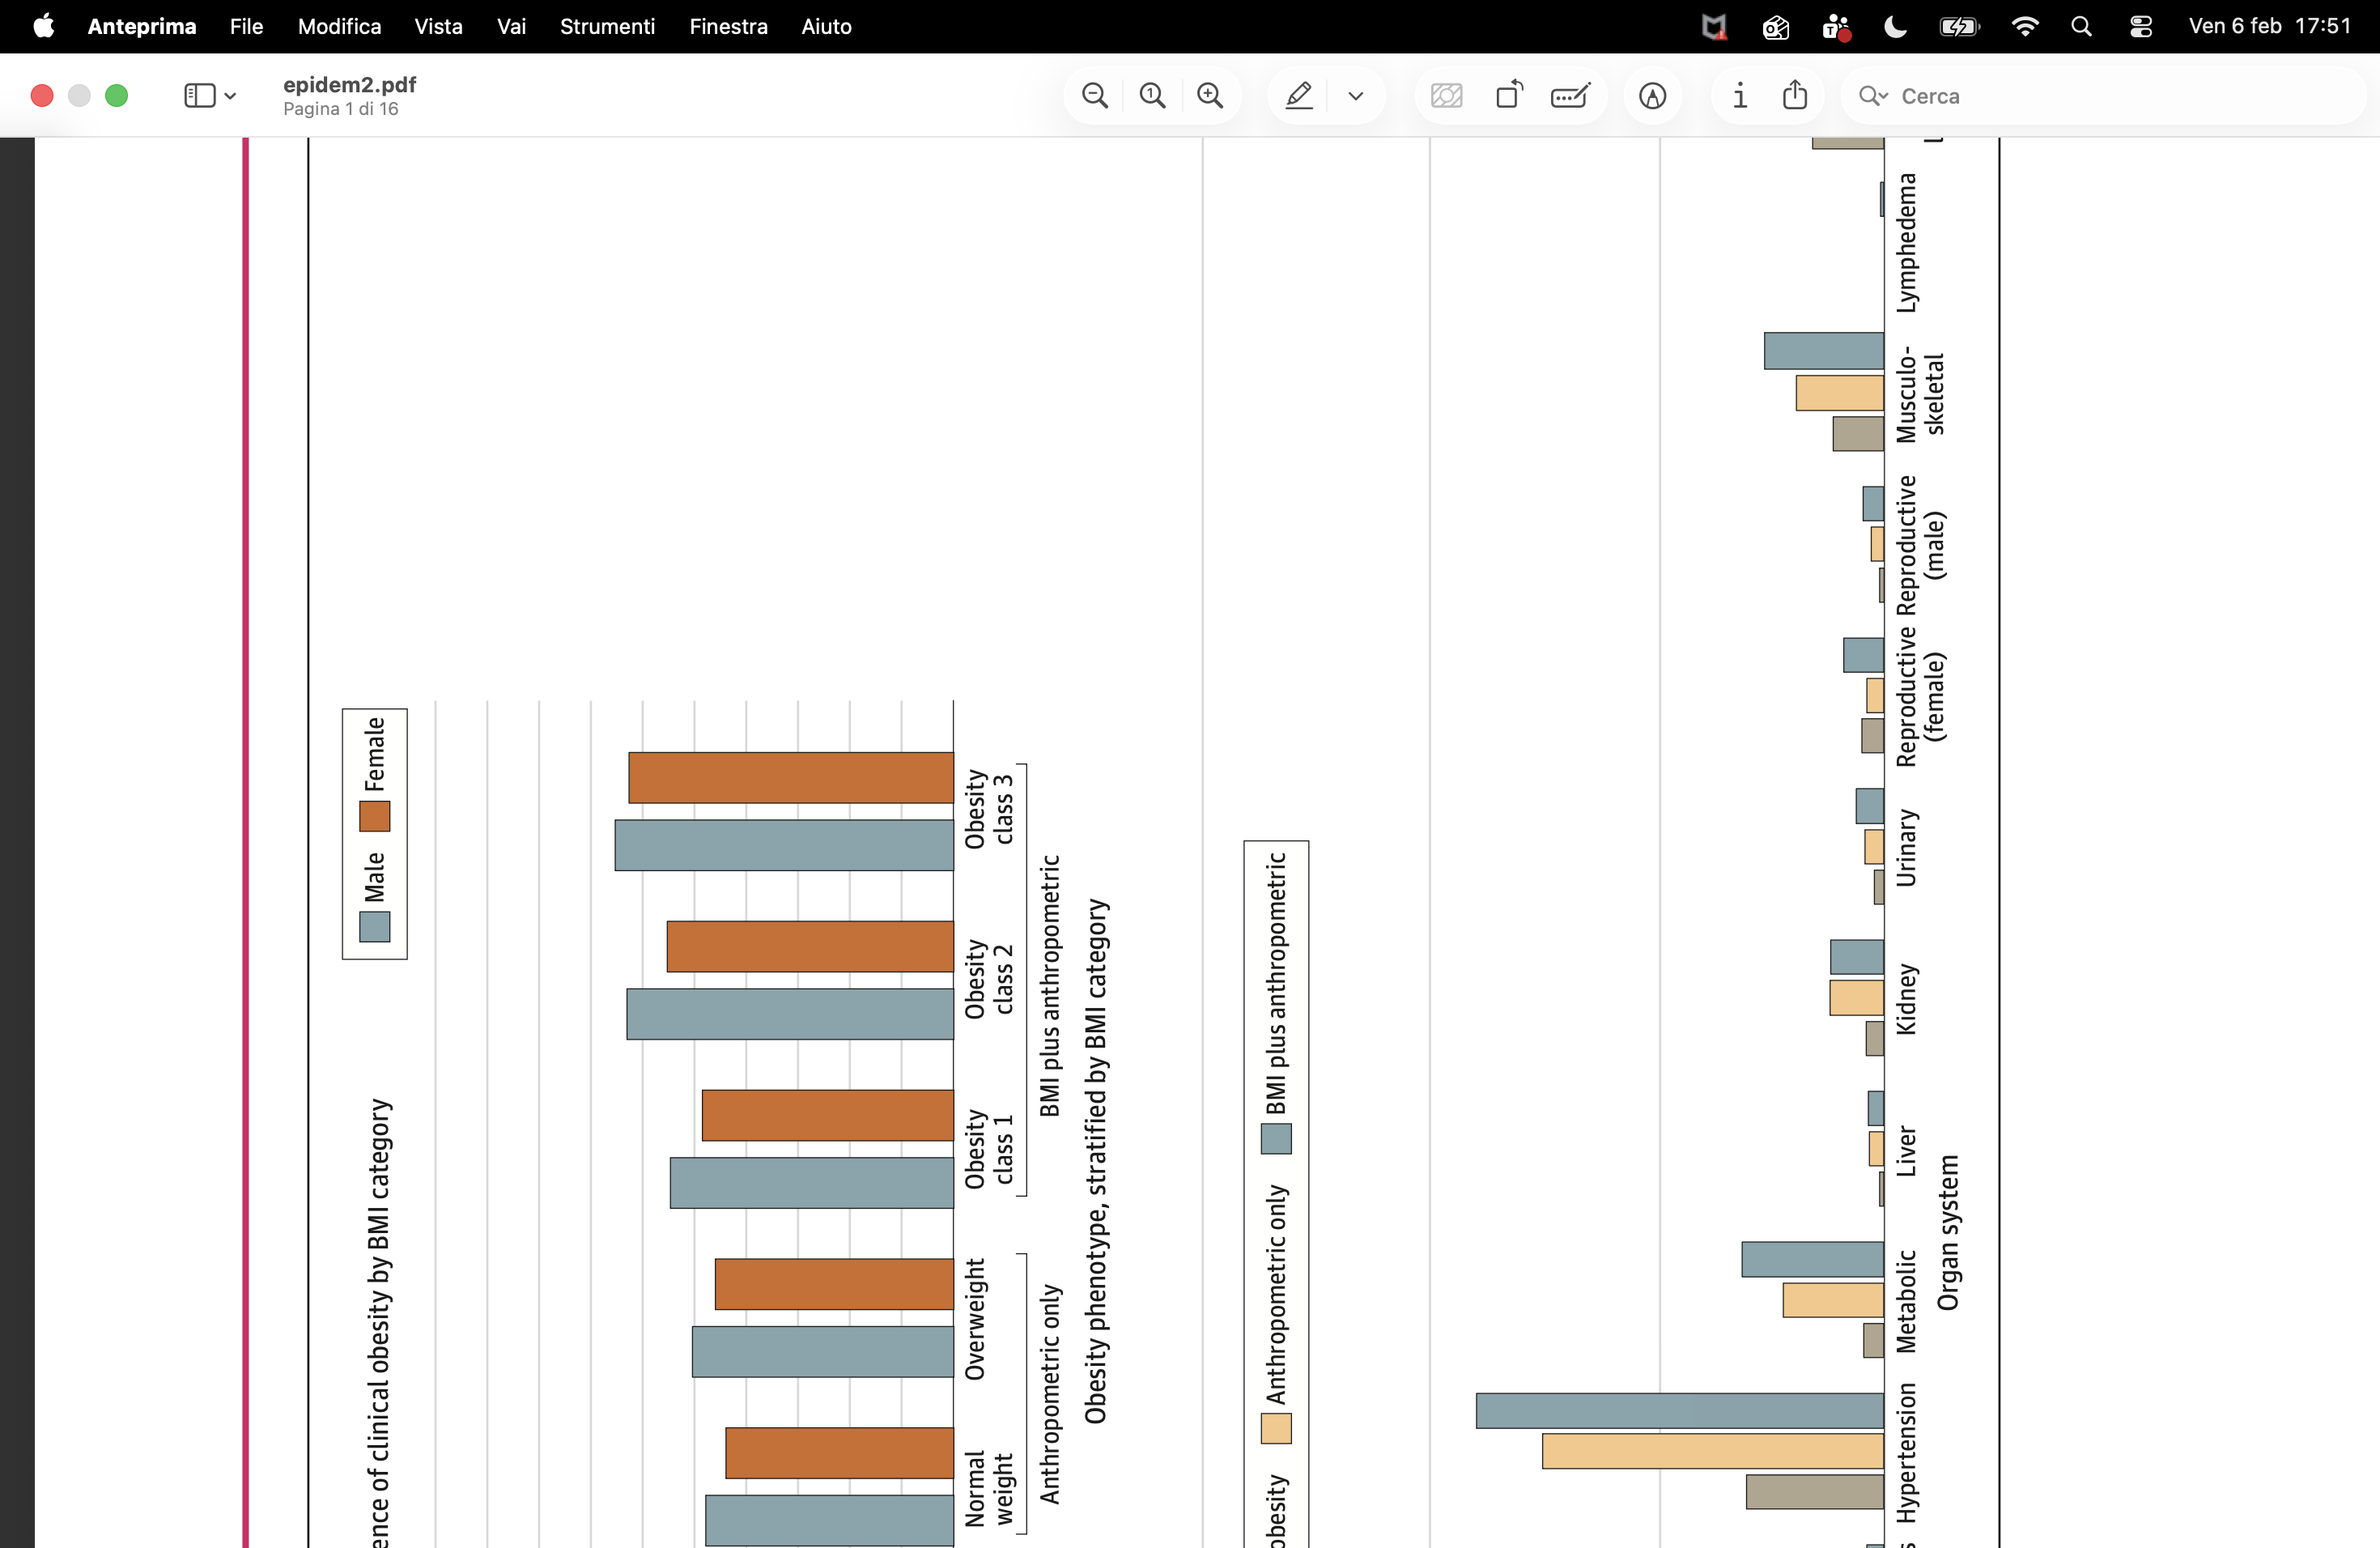 Anteprima File Modifica Vista Vai Strumenti Finestra Aiuto
Ven 6 feb 17:51
epidem2.pdf
Pagina 1 di 16
Cerca
ence of clinical obesity by BMI category
Male
Female
Normal
weight
Overweight
Obesity
class 1
Obesity
class 2
Obesity
class 3
Anthropometric only
BMI plus anthropometric
Obesity phenotype, stratified by BMI category
obesity
Anthropometric only
BMI plus anthropometric
Hypertension
Metabolic
Liver
Kidney
Urinary
Reproductive
(female)
Reproductive
(male)
Musculo-
skeletal
Lymphedema
Organ system